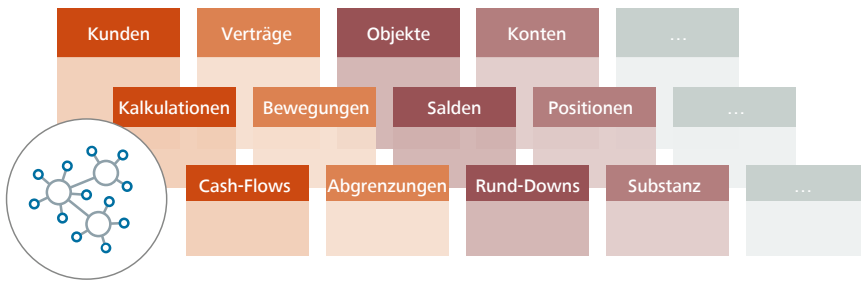 Kunden Verträge Objekte Konten ...
Kalkulationen Bewegungen Salden Positionen ...
Cash-Flows Abgrenzungen Rund-Downs Substanz ...